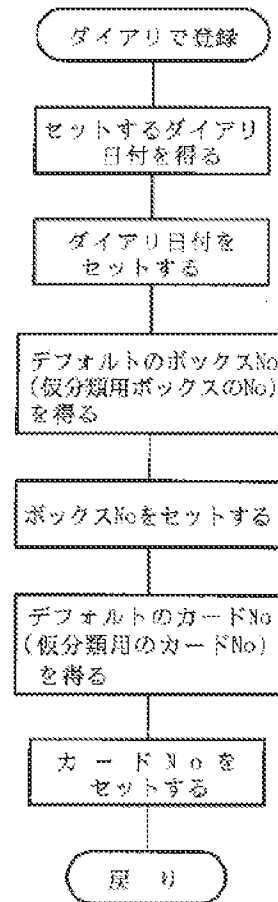 ダイアリで登録
セットするダイアリ
日付を得る
ダイアリ日付を
セットする
デフォルトのボックスNo
(仮分類用ボックスのNo)
を得る
ボックスNoをセットする
デフォルトのカードNo
(仮分類用のカードNo)
を得る
カードNoを
セットする
戻り